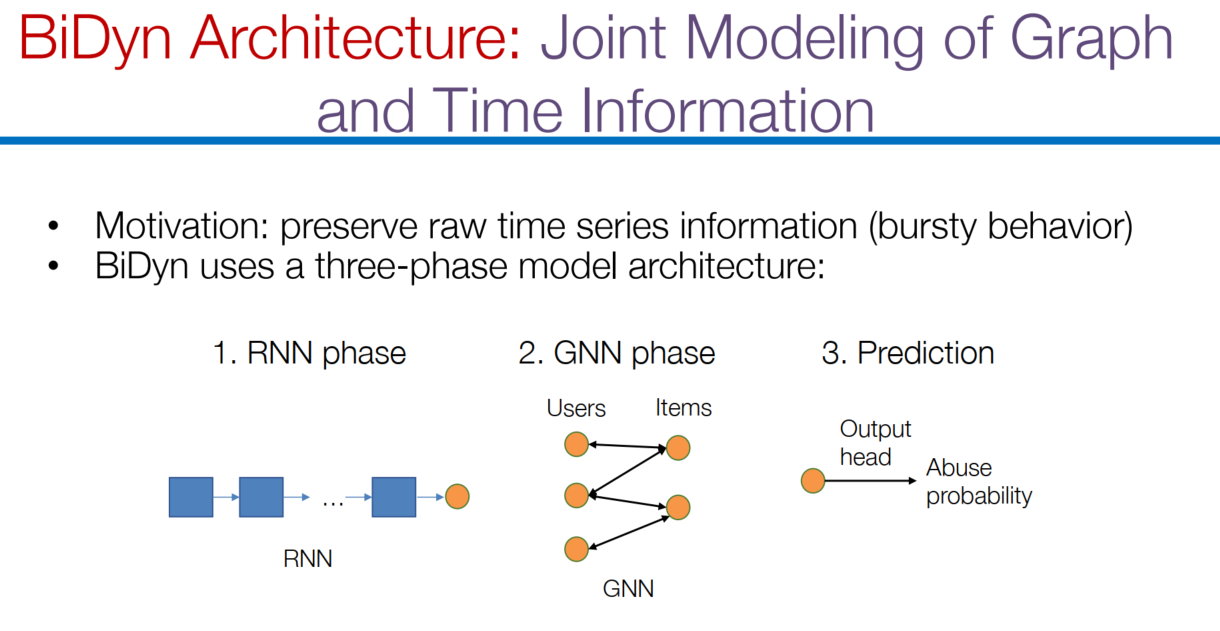 BiDyn Architecture: Joint Modeling of Graph
and Time Information
• Motivation: preserve raw time series information (bursty behavior)
• BiDyn uses a three-phase model architecture:
1. RNN phase
...
RNN
2. GNN phase
Users Items
GNN
3. Prediction
Output
head
Abuse
probability